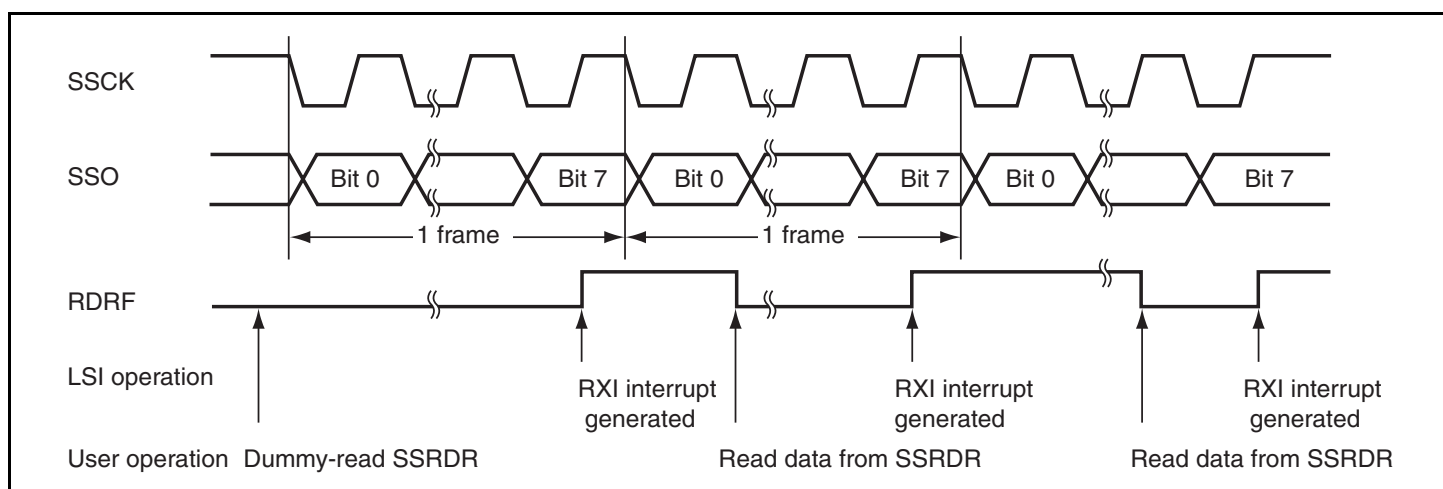 SSCK
SSO
Bit 0
Bit 7
Bit 0
Bit 7
Bit 0
Bit 7
1 frame
1 frame
RDRF
LSI operation
RXI interrupt
generated
RXI interrupt
generated
RXI interrupt
generated
User operation
Dummy-read SSRDR
Read data from SSRDR
Read data from SSRDR